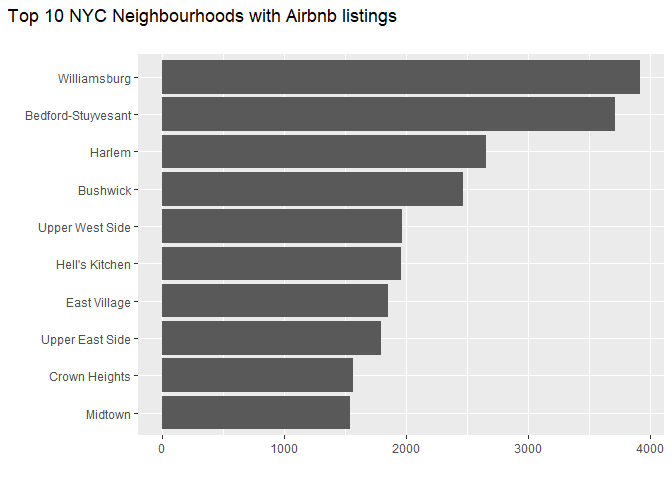 Top 10 NYC Neighbourhoods with Airbnb listings
Williamsburg
Bedford-Stuyvesant
Harlem
Bushwick
Upper West Side
Hell's Kitchen
East Village
Upper East Side
Crown Heights
Midtown
0 1000 2000 3000 4000